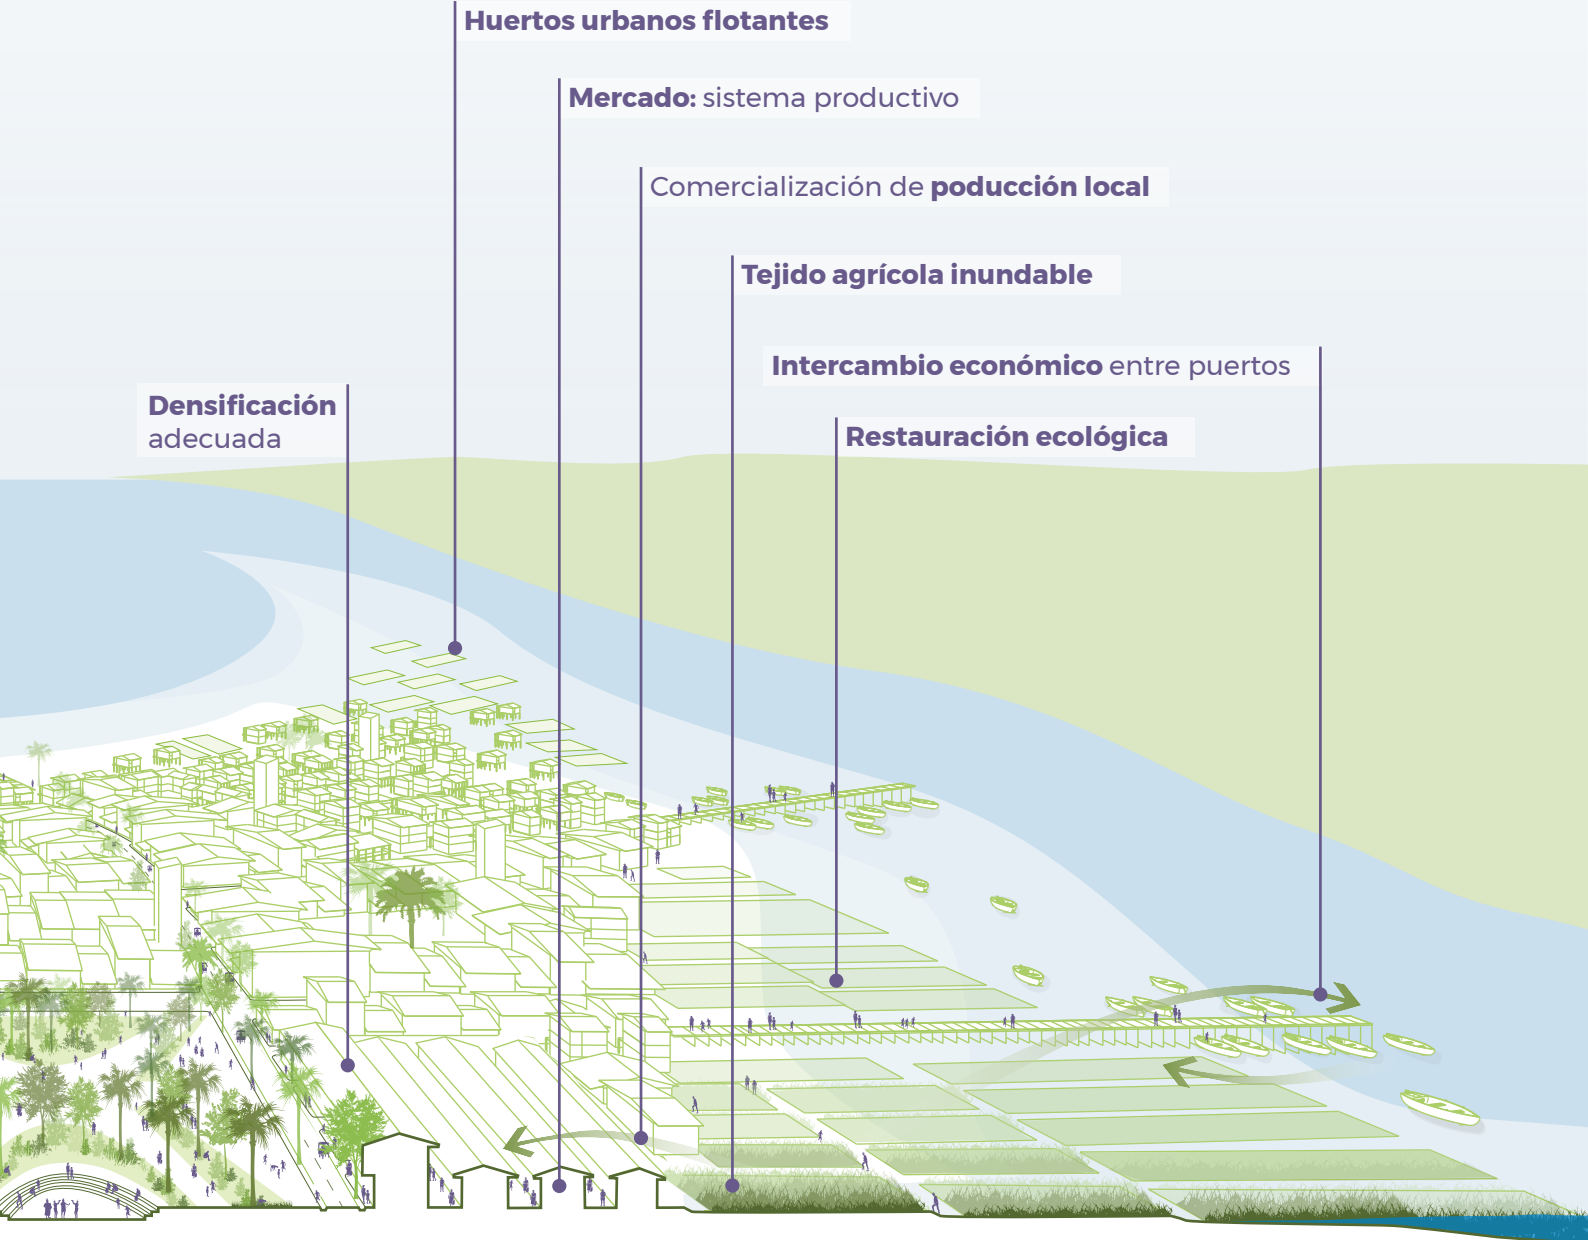 Huertos urbanos flotantes
Mercado: sistema productivo
Comercialización de poducción local
Tejido agrícola inundable
Intercambio económico entre puertos
Densificación
adecuada
Restauración ecológica